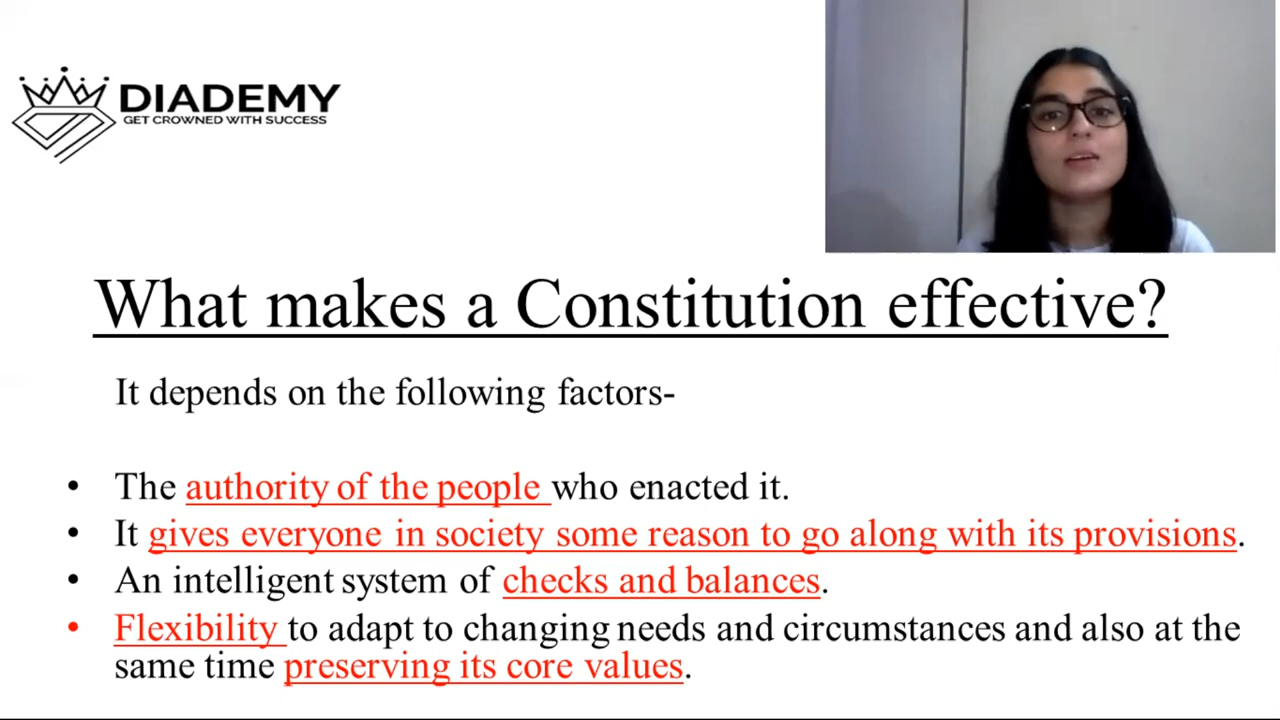 DIADEMY
GET CROWNED WITH SUCCESS
What makes a Constitution effective?
It depends on the following factors-
• The authority of the people who enacted it.
• It gives everyone in society some reason to go along with its provisions.
• An intelligent system of checks and balances.
• Flexibility to adapt to changing needs and circumstances and also at the
same time preserving its core values.